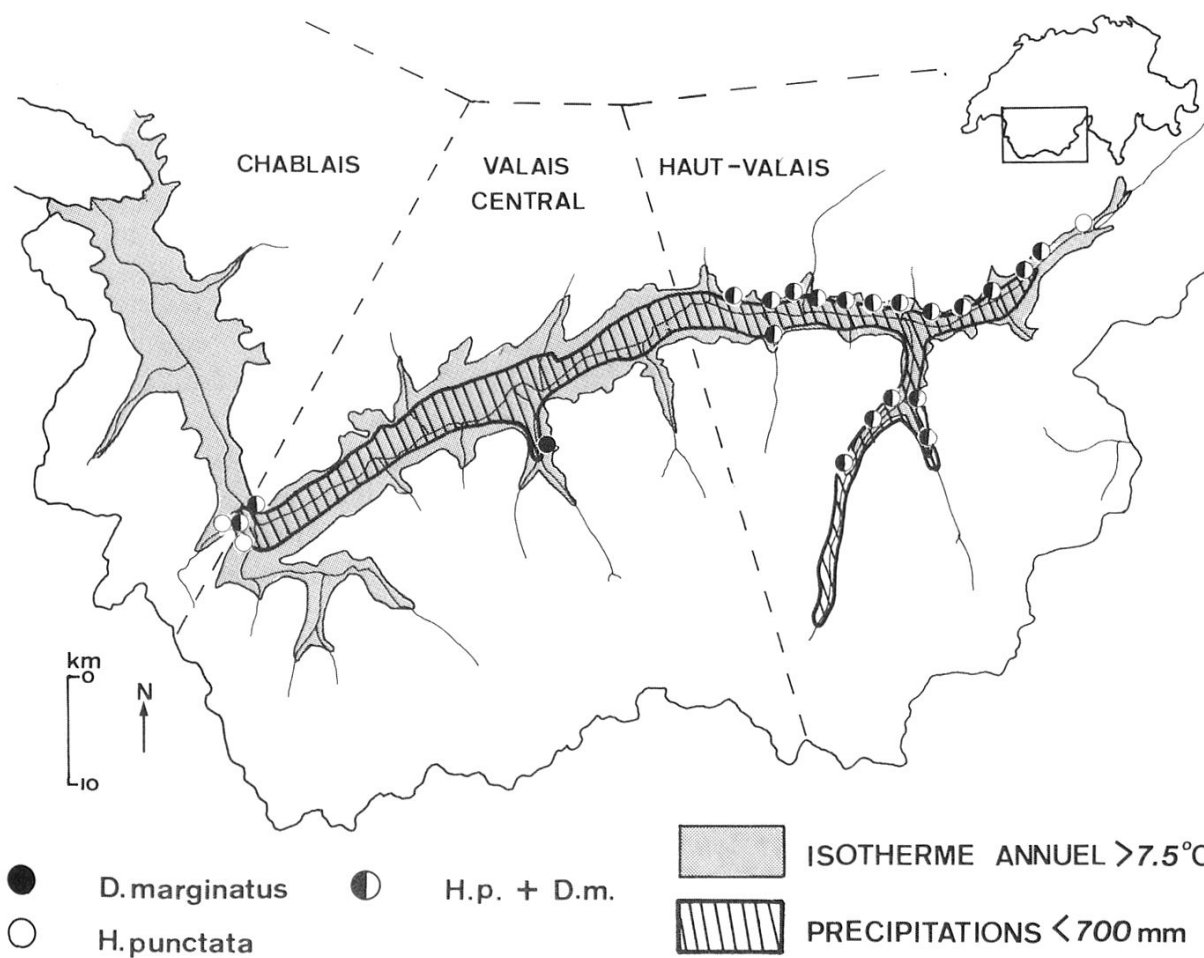 CHABLAIS
VALAIS
CENTRAL
HAUT-VALAIS
km
0
10
N
D.marginatus
H.p. + D.m.
H.punctata
ISOTHERME ANNUEL >7.5°C
PRECIPITATIONS <700 mm